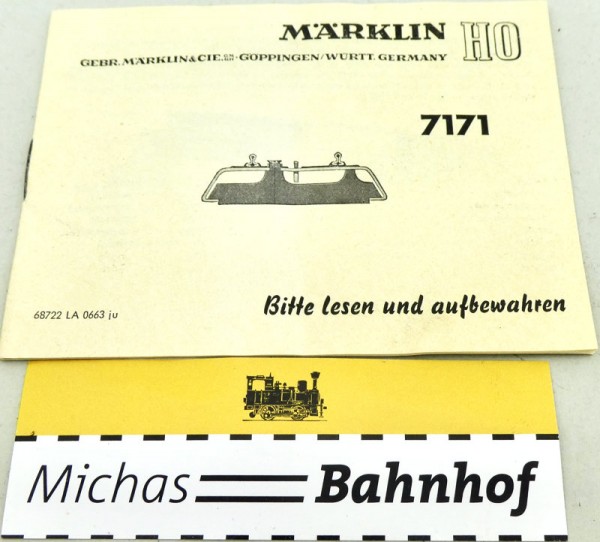 MÄRKLIN HO
GEBR. MÄRKLIN & CIE. · GÖPPINGEN/WÜRTT. GERMANY
7171
68722 LA 0663 ju
Bitte lesen und aufbewahren
Michas Bahnhof